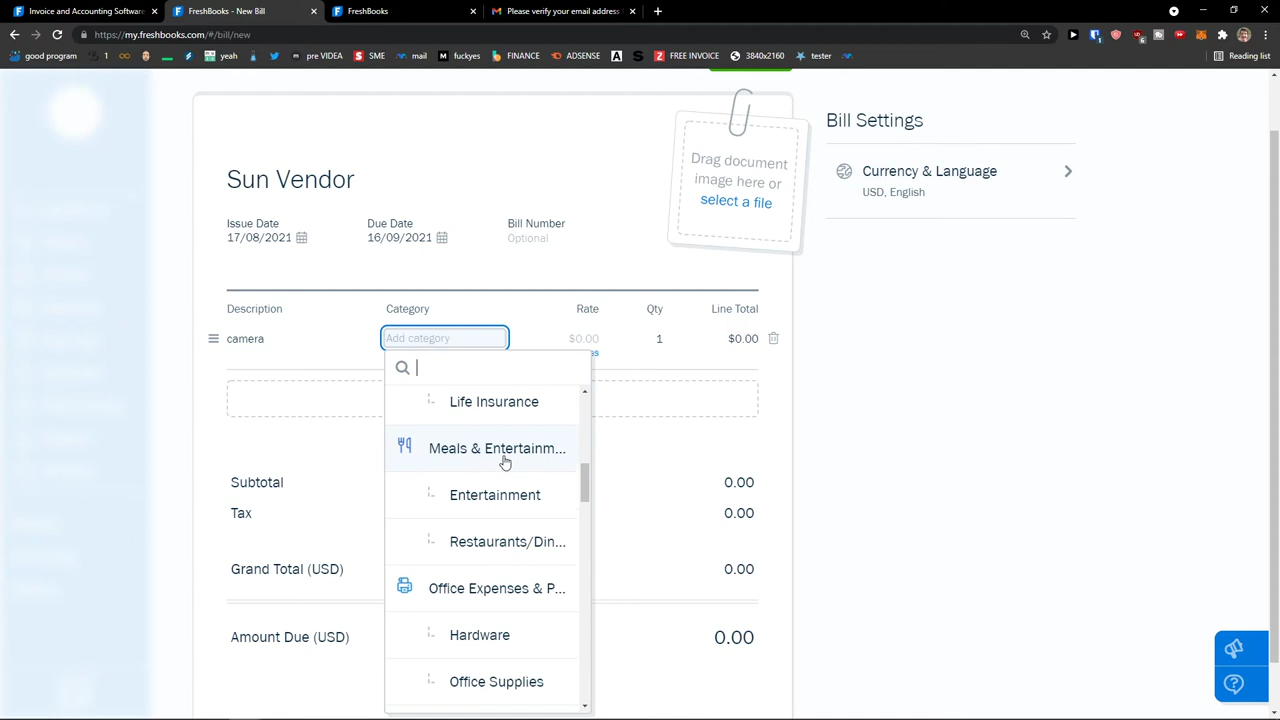 Invoice and Accounting Software
FreshBooks - New Bill
FreshBooks
Please verify your email address
https://my.freshbooks.com/#/bill/new
good program
1
yeah
pre VIDEA
SME
mail
fuckyes
FINANCE
ADSENSE
FREE INVOICE
3840x2160
tester
Reading list
Drag document
image here or
select a file
Bill Settings
Currency & Language
USD, English
Sun Vendor
Issue Date
17/08/2021
Due Date
16/09/2021
Bill Number
Optional
Description
Category
Rate
Qty
Line Total
camera
Add category
$0.00
1
$0.00
es
Life Insurance
Meals & Entertainm...
Entertainment
Restaurants/Din...
Office Expenses & P...
Hardware
Office Supplies
Subtotal
0.00
Tax
0.00
Grand Total (USD)
0.00
Amount Due (USD)
0.00